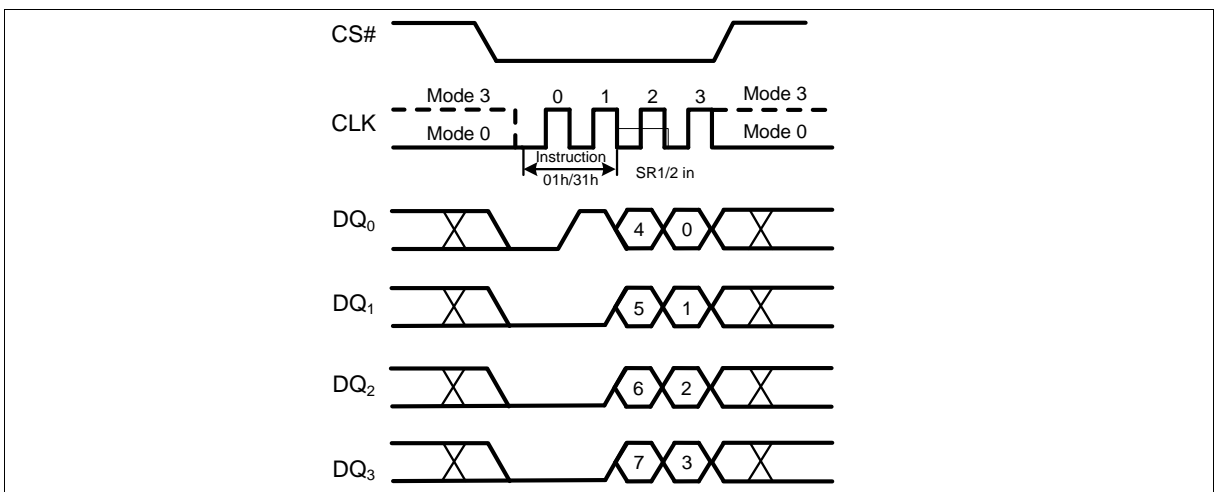 CS#
Mode 3 0 1 2 3 Mode 3
CLK
Mode 0 Mode 0
Instruction
01h/31h SR1/2 in
DQ0 4 0
DQ1 5 1
DQ2 6 2
DQ3 7 3